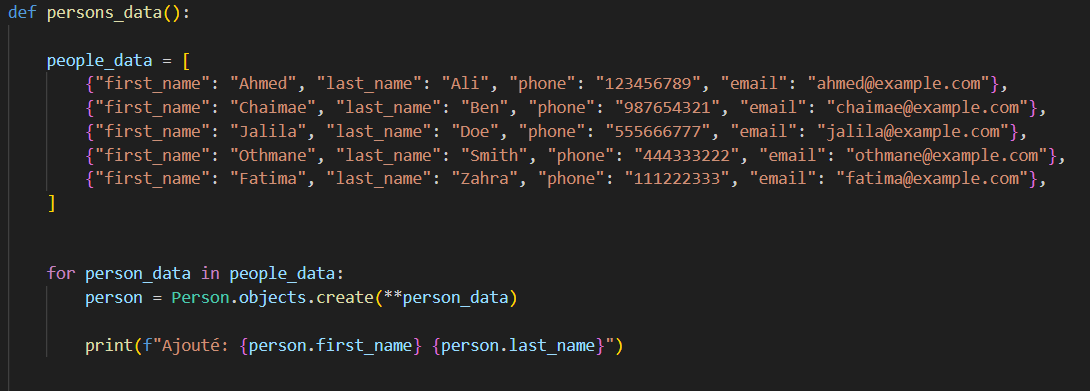 def persons_data():
people_data = [
{"first_name": "Ahmed", "last_name": "Ali", "phone": "123456789", "email": "ahmed@example.com"},
{"first_name": "Chaimae", "last_name": "Ben", "phone": "987654321", "email": "chaimae@example.com"},
{"first_name": "Jalila", "last_name": "Doe", "phone": "555666777", "email": "jalila@example.com"},
{"first_name": "Othmane", "last_name": "Smith", "phone": "444333222", "email": "othmane@example.com"},
{"first_name": "Fatima", "last_name": "Zahra", "phone": "111222333", "email": "fatima@example.com"},
]
for person_data in people_data:
person = Person.objects.create(**person_data)
print(f"Ajouté: {person.first_name} {person.last_name}")